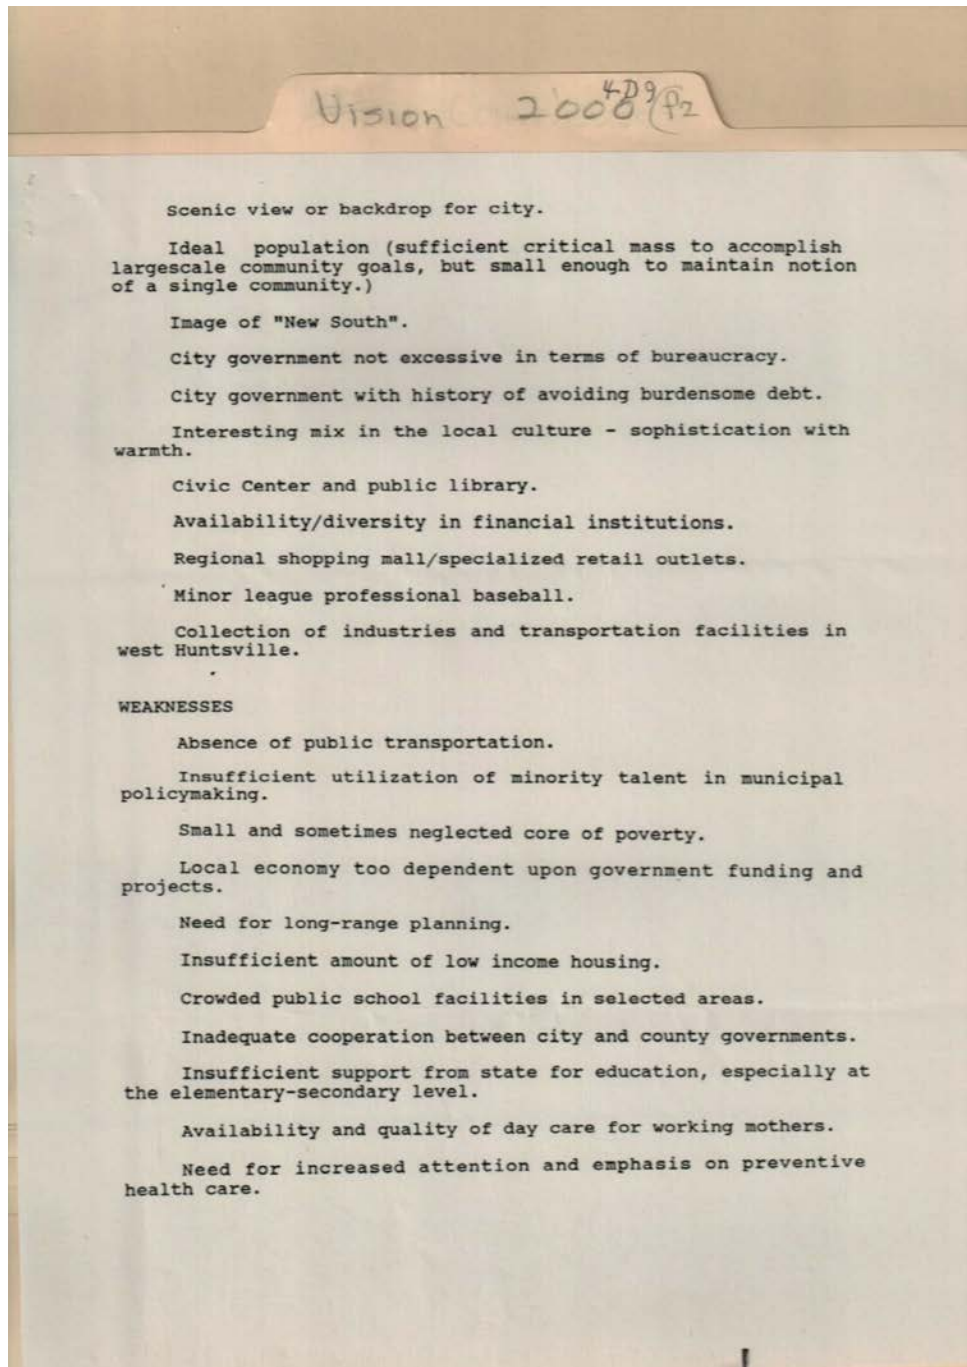 Vision 2000 4D9 P2
Scenic view or backdrop for city.
Ideal population (sufficient critical mass to accomplish
largescale community goals, but small enough to maintain notion
of a single community.)
Image of "New South".
City government not excessive in terms of bureaucracy.
City government with history of avoiding burdensome debt.
Interesting mix in the local culture - sophistication with
warmth.
Civic Center and public library.
Availability/diversity in financial institutions.
Regional shopping mall/specialized retail outlets.
Minor league professional baseball.
Collection of industries and transportation facilities in
west Huntsville.
WEAKNESSES
Absence of public transportation.
Insufficient utilization of minority talent in municipal
policymaking.
Small and sometimes neglected core of poverty.
Local economy too dependent upon government funding and
projects.
Need for long-range planning.
Insufficient amount of low income housing.
Crowded public school facilities in selected areas.
Inadequate cooperation between city and county governments.
Insufficient support from state for education, especially at
the elementary-secondary level.
Availability and quality of day care for working mothers.
Need for increased attention and emphasis on preventive
health care.